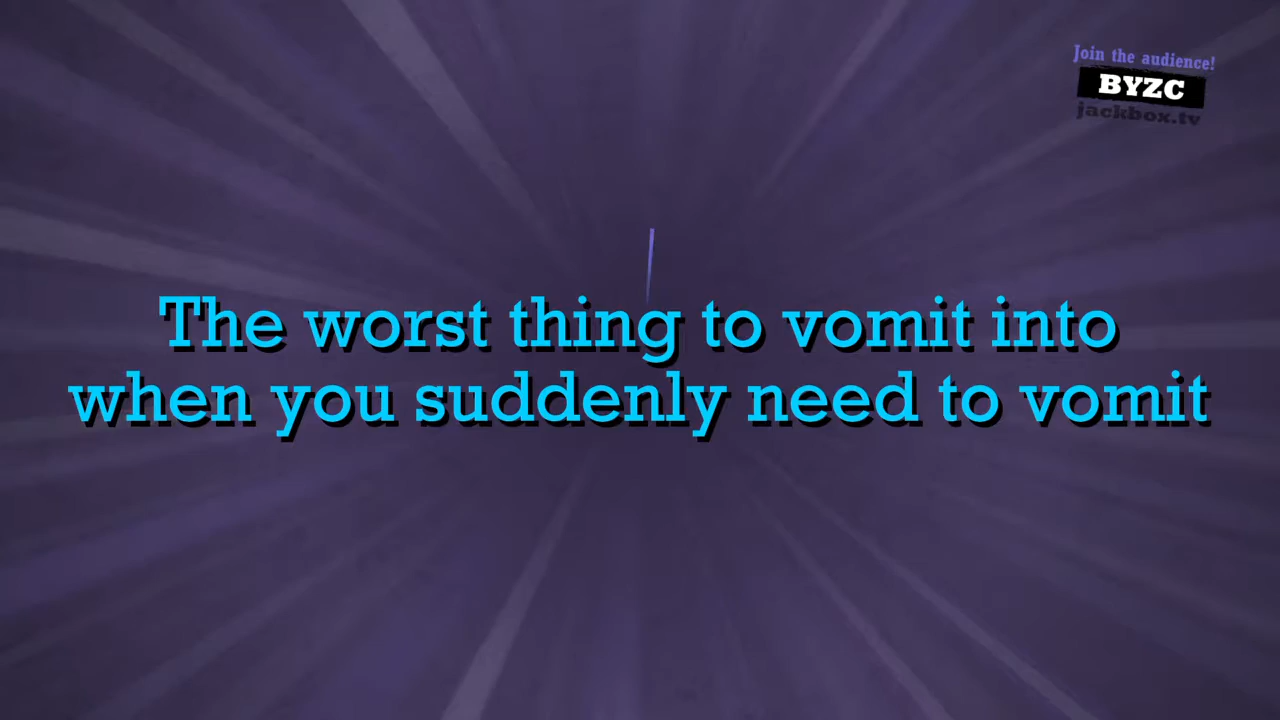 Join the audience!
BYZC
jackbox.tv
The worst thing to vomit into
when you suddenly need to vomit